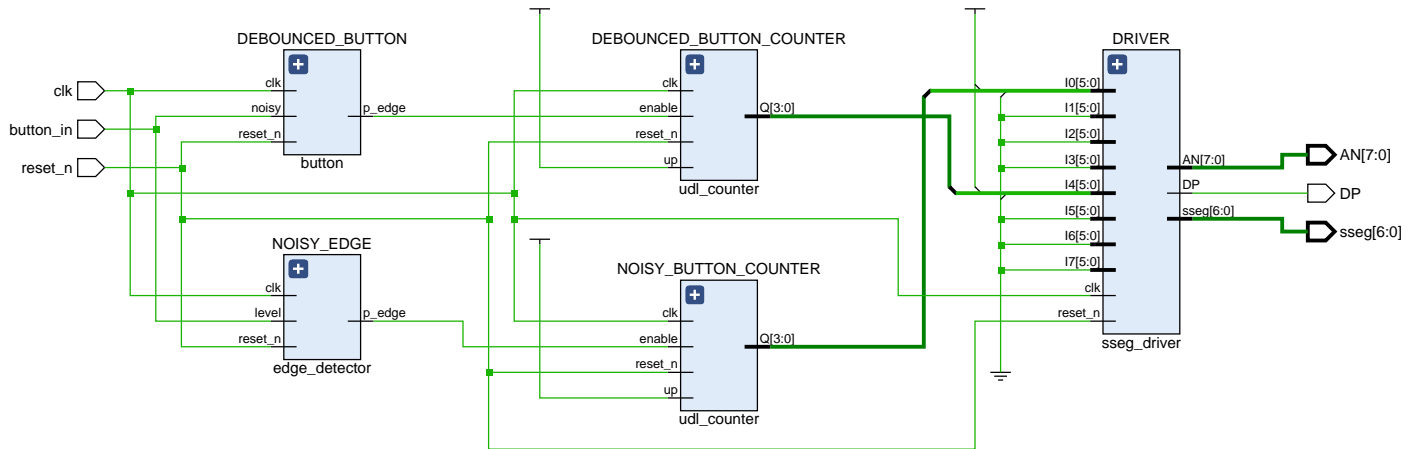 clk
button_in
reset_n
DEBOUNCED_BUTTON
clk
noisy
reset_n
p_edge
button
NOISY_EDGE
clk
level
reset_n
p_edge
edge_detector
DEBOUNCED_BUTTON_COUNTER
clk
enable
reset_n
up
Q[3:0]
udl_counter
NOISY_BUTTON_COUNTER
clk
enable
reset_n
up
Q[3:0]
udl_counter
DRIVER
I0[5:0]
I1[5:0]
I2[5:0]
I3[5:0]
I4[5:0]
I5[5:0]
I6[5:0]
I7[5:0]
clk
reset_n
AN[7:0]
DP
sseg[6:0]
sseg_driver
AN[7:0]
DP
sseg[6:0]